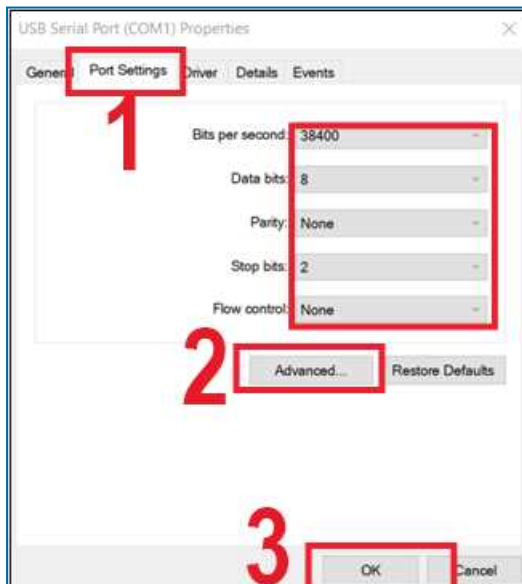 USB Serial Port (COM1) Properties
General Port Settings Driver Details Events
1
Bits per second: 38400
Data bits: 8
Parity: None
Stop bits: 2
Flow control: None
2
Advanced... Restore Defaults
3
OK Cancel